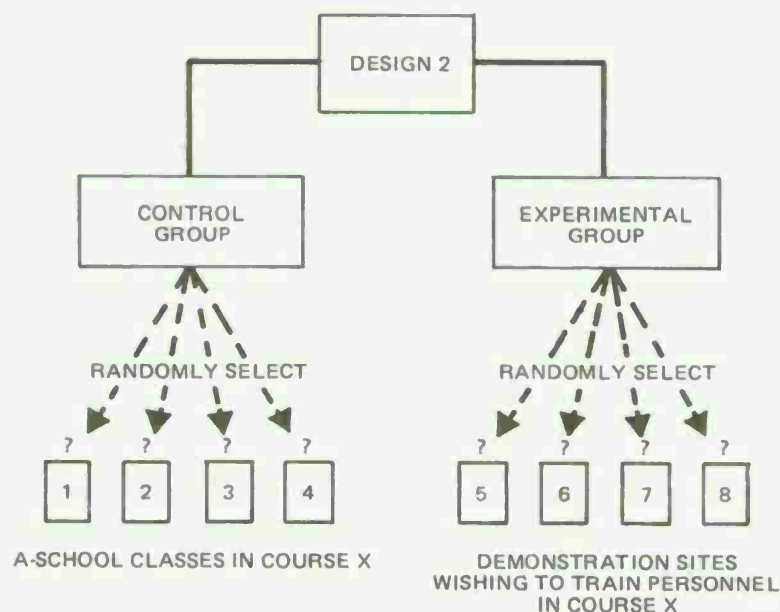 DESIGN 2
CONTROL
GROUP
EXPERIMENTAL
GROUP
RANDOMLY SELECT
RANDOMLY SELECT
? ? ? ?
? ? ? ?
1 2 3 4
5 6 7 8
A-SCHOOL CLASSES IN COURSE X
DEMONSTRATION SITES
WISHING TO TRAIN PERSONNEL
IN COURSE X